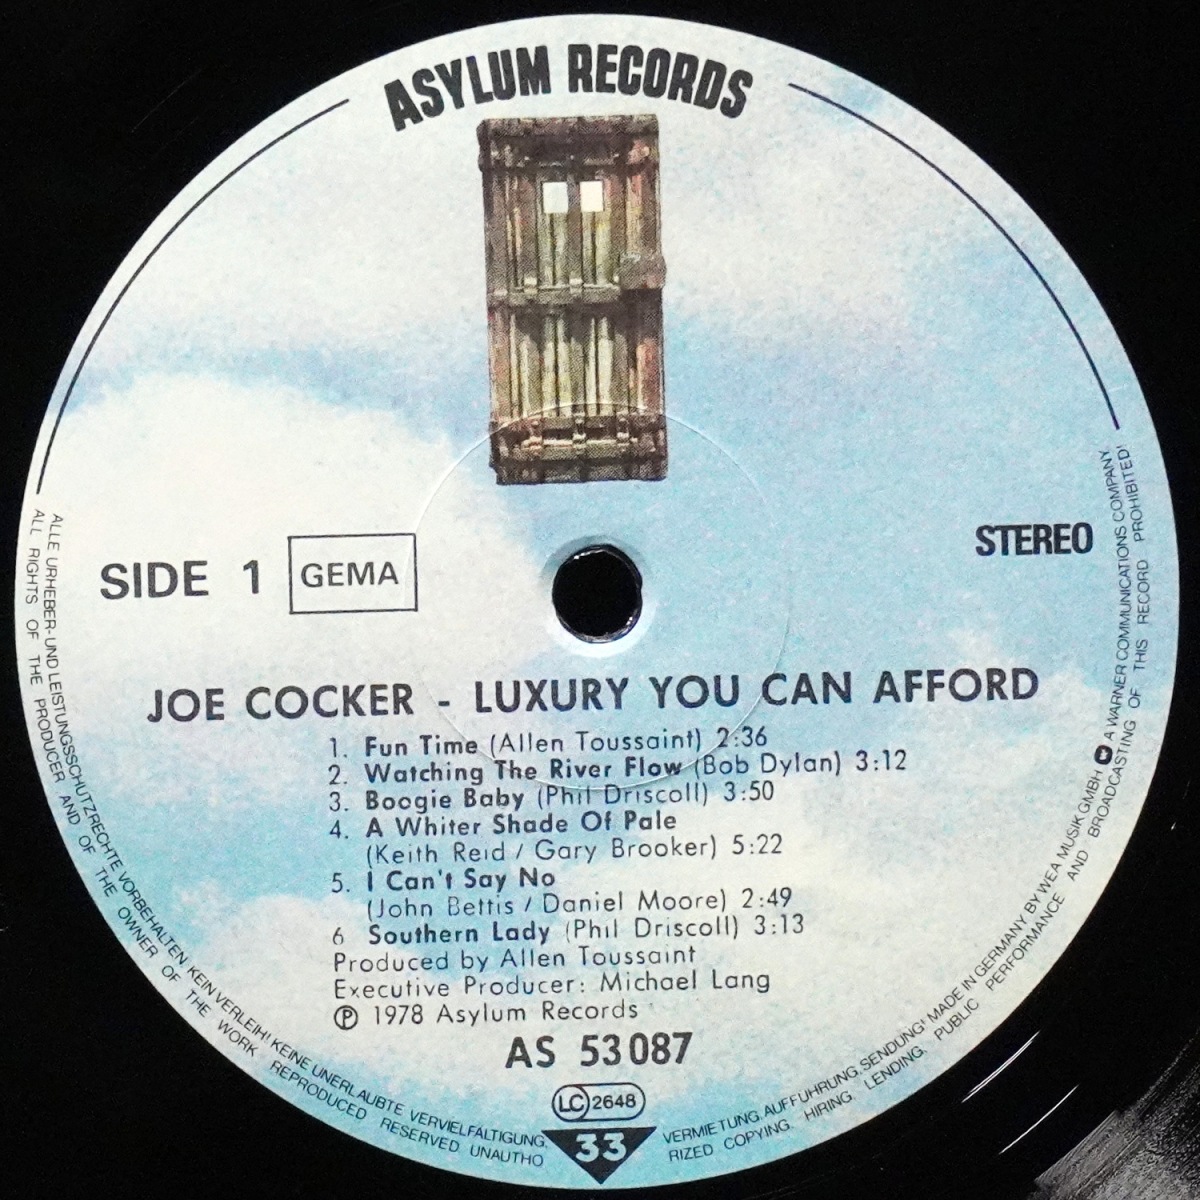 ASYLUM RECORDS
STEREO
SIDE 1 GEMA
JOE COCKER - LUXURY YOU CAN AFFORD
1. Fun Time (Allen Toussaint) 2:36
2. Watching The River Flow (Bob Dylan) 3:12
3. Boogie Baby (Phil Driscoll) 3:50
4. A Whiter Shade Of Pale
(Keith Reid / Gary Brooker) 5:22
5. I Can't Say No
(John Bettis / Daniel Moore) 2:49
6 Southern Lady (Phil Driscoll) 3:13
Produced by Allen Toussaint
Executive Producer: Michael Lang
Ⓟ 1978 Asylum Records
AS 53 087
LC 2648
33
ALLE URHEBER- UND LEISTUNGSSCHUTZRECHTE VORBEHALTEN KEIN VERLEIH! KEINE UNERLAUBTE VERVIELFÄLTIGUNG, VERMIETUNG, AUFFÜHRUNG, SENDUNG! MADE IN GERMANY BY WEA MUSIK GMBH A WARNER COMMUNICATIONS COMPANY
ALL RIGHTS OF THE PRODUCER AND OF THE OWNER OF THE WORK REPRODUCED RESERVED UNAUTHORIZED COPYING. HIRING. LENDING. PUBLIC PERFORMANCE AND BROADCASTING OF THIS RECORD PROHIBITED!